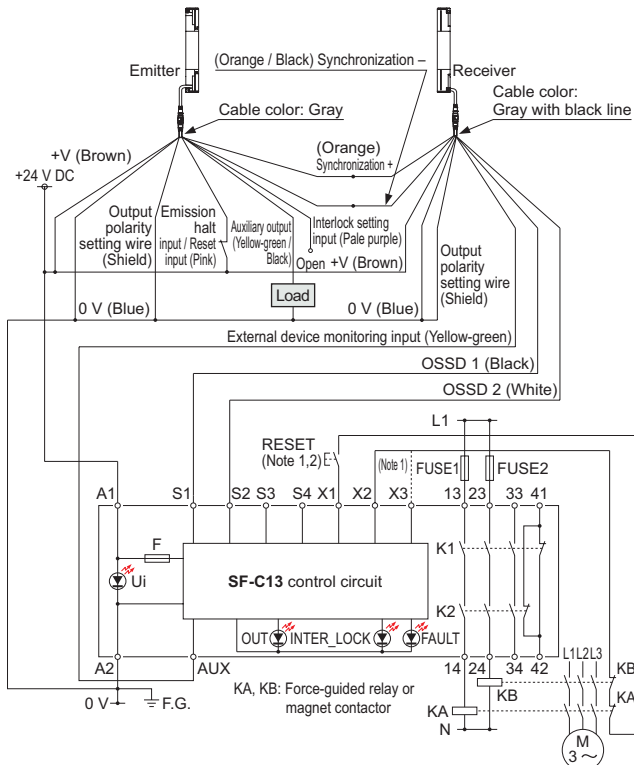 (Orange / Black) Synchronization –
Emitter
Receiver
Cable color: Gray
Cable color:
Gray with black line
+V (Brown)
(Orange)
Synchronization +
+24 V DC
Output
polarity
setting wire
(Shield)
Emission
halt
input / Reset
input (Pink)
Auxiliary output
(Yellow-green /
Black)
Interlock setting
input (Pale purple)
Open
+V (Brown)
Output
polarity
setting wire
(Shield)
Load
0 V (Blue)
0 V (Blue)
External device monitoring input (Yellow-green)
OSSD 1 (Black)
OSSD 2 (White)
L1
RESET
(Note 1,2)
(Note 1)
FUSE1
FUSE2
A1
S1
S2
S3
S4
X1
X2
X3
13
23
33
41
F
Ui
SF-C13 control circuit
K1
K2
OUT
INTER_LOCK
FAULT
A2
AUX
14
24
34
42
L1
L2
L3
0 V
F.G.
KA, KB: Force-guided relay or
magnet contactor
KB
KA
N
KB
KA
M
3 ~